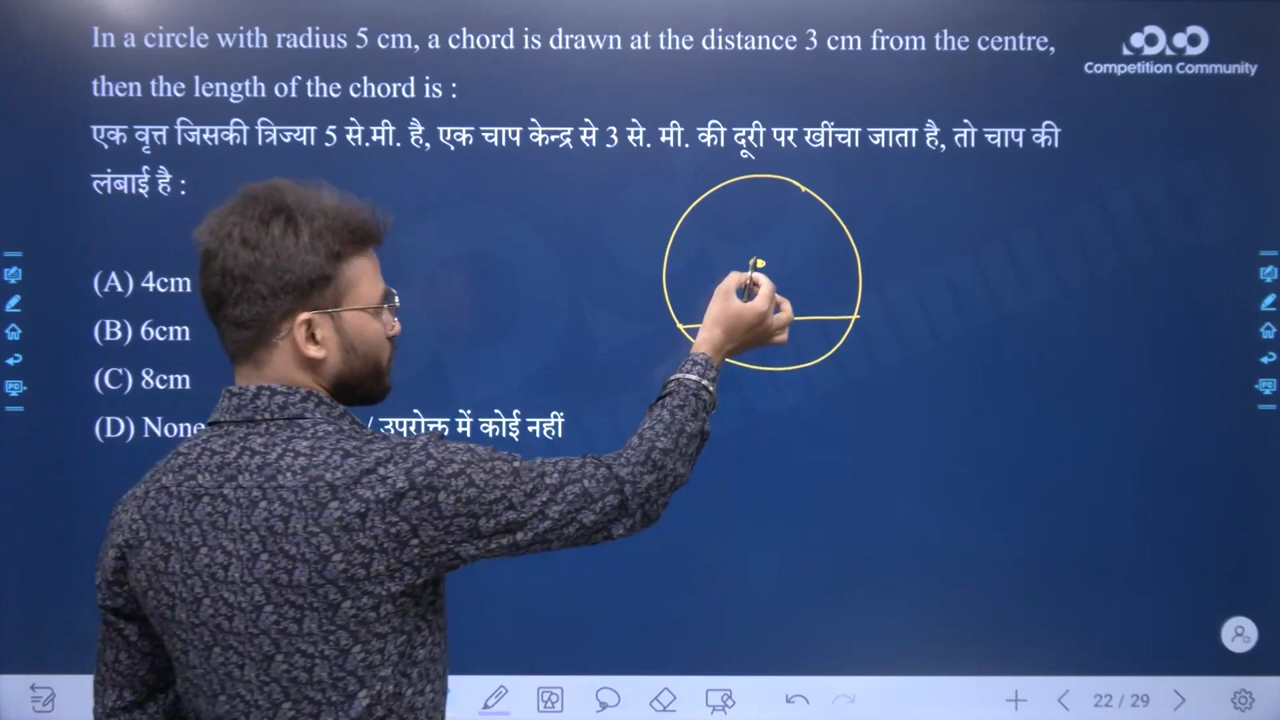 In a circle with radius 5 cm, a chord is drawn at the distance 3 cm from the centre,
then the length of the chord is :
एक वृत्त जिसकी त्रिज्या 5 से.मी. है, एक चाप केन्द्र से 3 से. मी. की दूरी पर खींचा जाता है, तो चाप की
लंबाई है :
(A) 4cm
(B) 6cm
(C) 8cm
(D) None / उपरोक्त में कोई नहीं
Competition Community
22 / 29